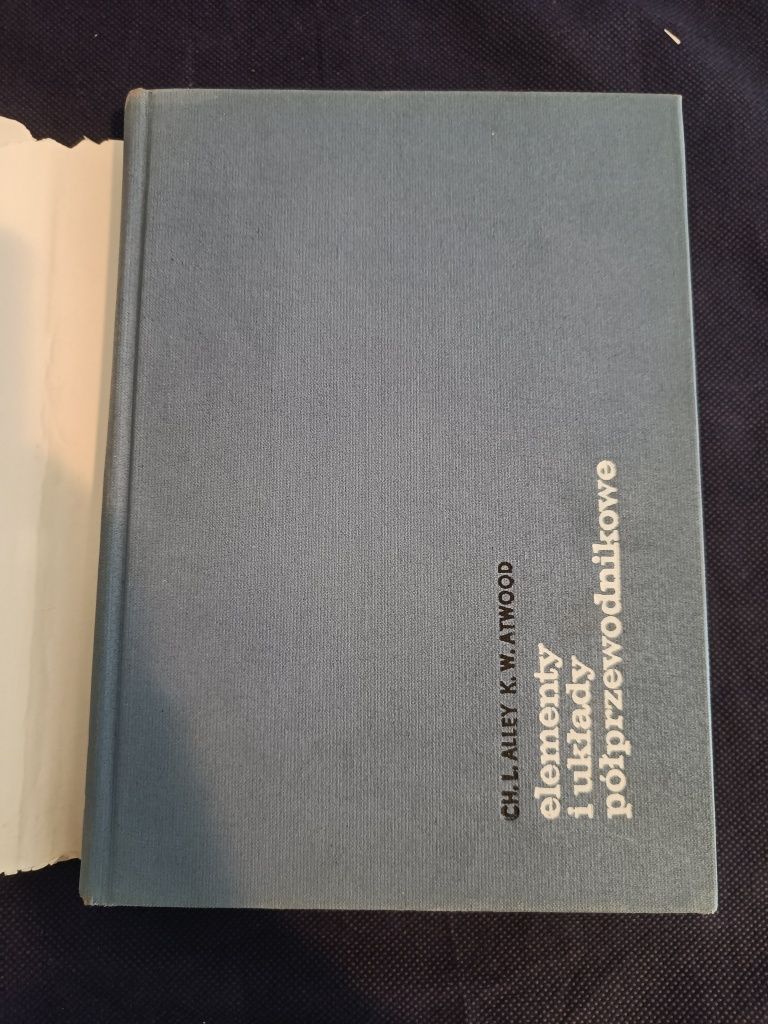 CH. L. ALLEY K. W. ATWOOD
elementy
i układy
półprzewodnikowe